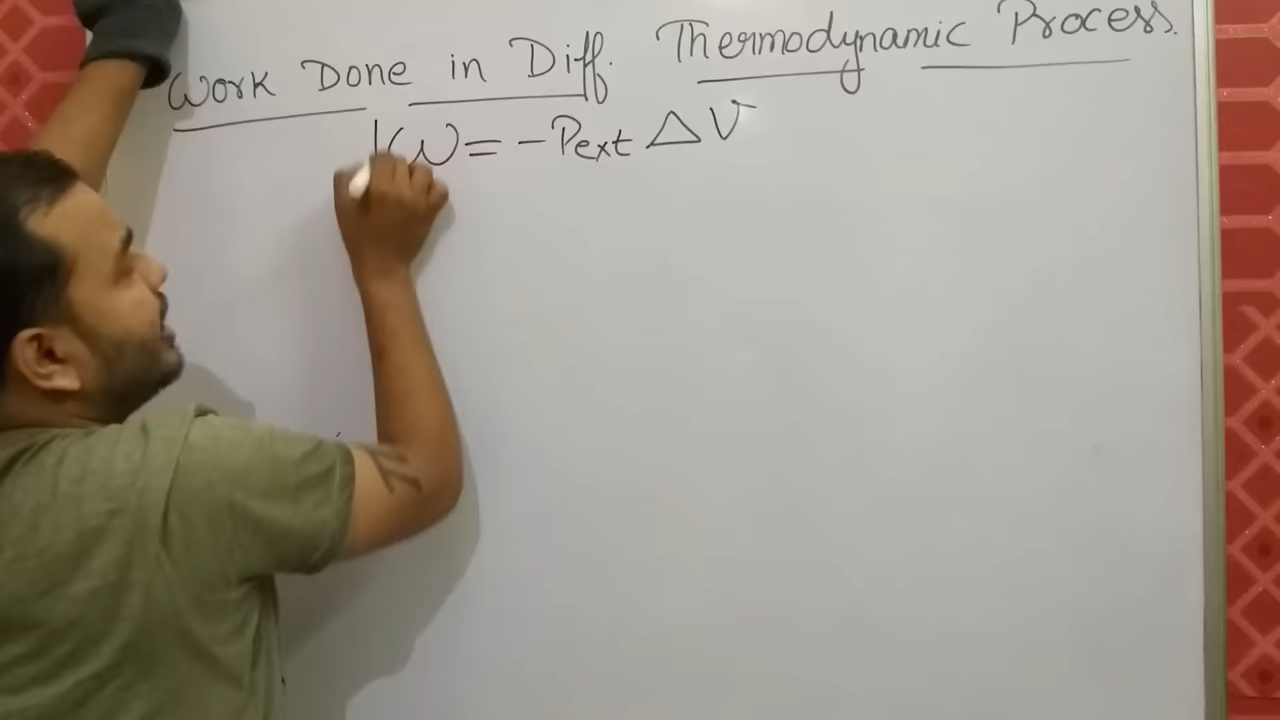 Work Done in Diff. Thermodynamic Process.
W = - Pext ΔV